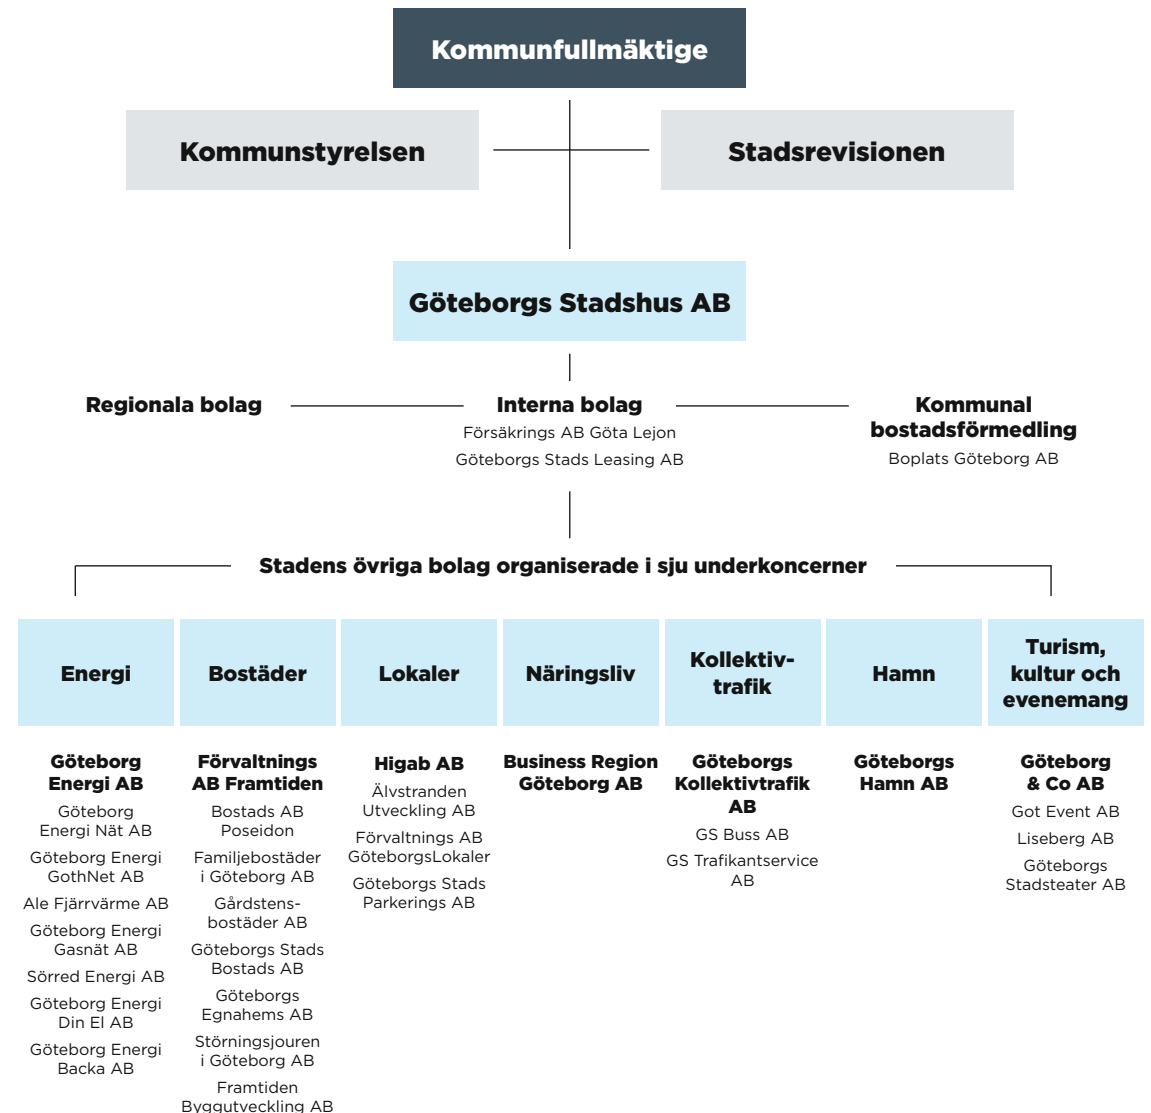 Kommunfullmäktige
Kommunstyrelsen
Stadsrevisionen
Göteborgs Stadshus AB
Regionala bolag
Interna bolag
Försäkrings AB Göta Lejon
Göteborgs Stads Leasing AB
Kommunal
bostadsförmedling
Boplats Göteborg AB
Stadens övriga bolag organiserade i sju underkoncerner
Energi
Göteborg
Energi AB
Göteborg
Energi Nät AB
Göteborg Energi
GothNet AB
Ale Fjärrvärme AB
Göteborg Energi
Gasnät AB
Sörred Energi AB
Göteborg Energi
Din El AB
Göteborg Energi
Backa AB
Bostäder
Förvaltnings
AB Framtiden
Bostads AB
Poseidon
Familjebostäder
i Göteborg AB
Gårdstens-
bostäder AB
Göteborgs Stads
Bostads AB
Göteborgs
Egnahems AB
Störningsjouren
i Göteborg AB
Framtiden
Byggutveckling AB
Lokaler
Higab AB
Älvstranden
Utveckling AB
Förvaltnings AB
GöteborgsLokaler
Göteborgs Stads
Parkerings AB
Näringsliv
Business Region
Göteborg AB
Kollektiv-
trafik
Göteborgs
Kollektivtrafik
AB
GS Buss AB
GS Trafikantservice
AB
Hamn
Göteborgs
Hamn AB
Turism,
kultur och
evenemang
Göteborg
& Co AB
Got Event AB
Liseberg AB
Göteborgs
Stadsteater AB